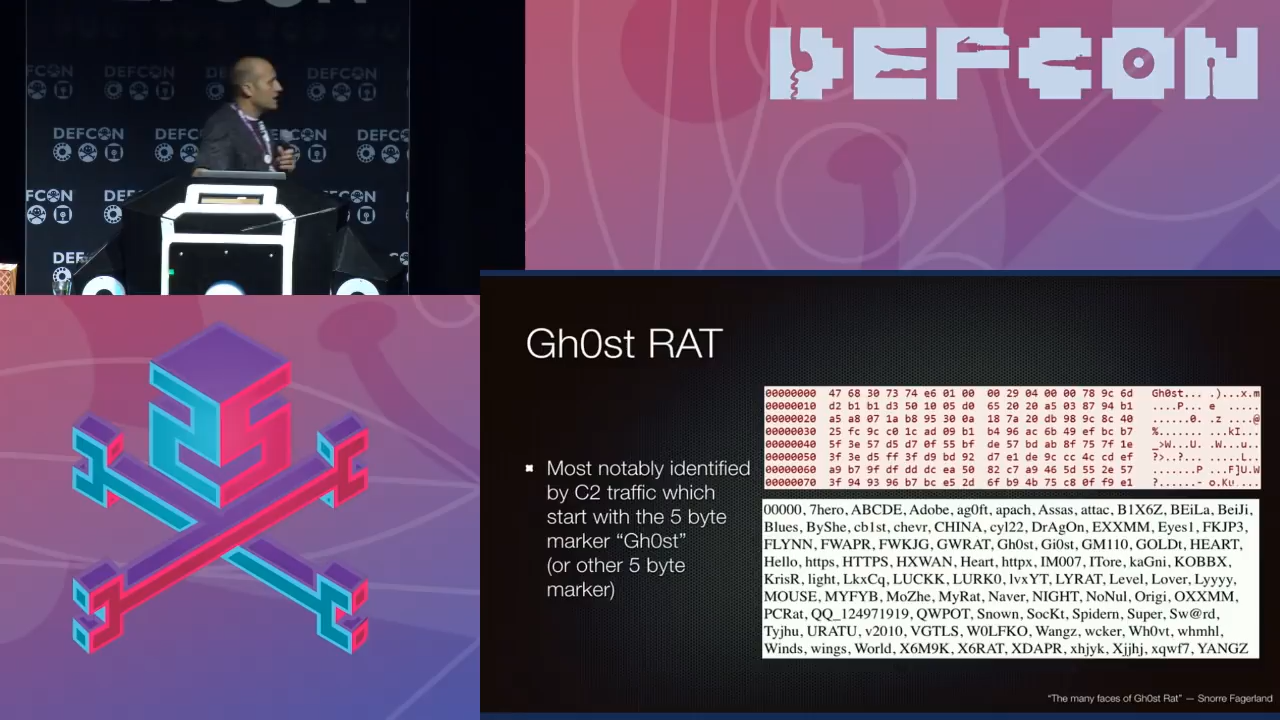 DEFCON
DEFCON
DEFCON
DEFCON
DEFCON
DEFCON
DEFCON
DEFCON
Gh0st RAT
Most notably identified
by C2 traffic which
start with the 5 byte
marker “Gh0st”
(or other 5 byte
marker)
00000000 47 68 30 73 74 e6 01 00 00 29 04 00 00 78 9c 6d Gh0st... .)...x.m
00000010 d2 b1 b1 d3 50 10 05 d0 65 20 20 a5 03 87 94 b1 ....P... e .....
00000020 a5 a8 07 1a b8 95 30 0a 18 7a 20 db 98 9c 8c 40 ......0. .z ....@
00000030 25 fc 9c c0 1c ad 09 b1 b4 96 ac 6b 49 ef bc b7 %....... ...kI...
00000040 5f 3e 57 d5 d7 0f 55 bf de 57 bd ab 8f 75 7f 1e _>W...U. .W...u..
00000050 3f 3e d5 f3 d9 bd 92 d7 e1 de 9c cc 4c cd ef
00000060 a9 b7 9f df dd dc ea 50 82 c7 a9 46 5d 55 2e 57 .......P ...F]U.W
00000070 3f 94 93 96 b7 bc e5 2d 6f b9 4b 75 c8 0f f9 e1 ?......- o.Ku....
00000, 7hero, ABCDE, Adobe, ag0ft, apach, Assas, attac, B1X6Z, BEiLa, BeiJi,
Blues, ByShe, cb1st, chevr, CHINA, cyl22, DrAgOn, EXXMM, Eyes1, FKJP3,
FLYNN, FWAPR, FWKJG, GWRAT, Gh0st, Gi0st, GM110, GOLDt, HEART,
Hello, https, HTTPS, HXWAN, Heart, httpx, IM007, ITore, kaGni, KOBBX,
KrisR, light, LkxCq, LUCKK, LURK0, lvxYT, LYRAT, Level, Lover, Lyyyy,
MOUSE, MYFYB, MoZhe, MyRat, Naver, NIGHT, NoNul, Origi, OXXMM,
PCRat, QQ_124971919, QWPOT, Snown, SocKt, Spidern, Super, Sw@rd,
Tyjhu, URATU, v2010, VGTLS, W0LFKO, Wangz, wcker, Wh0vt, whmhl,
Winds, wings, World, X6M9K, X6RAT, XDAPR, xhjyk, Xjjhj, xqwf7, YANGZ
“The many faces of Gh0st Rat” — Snorre Fagerland